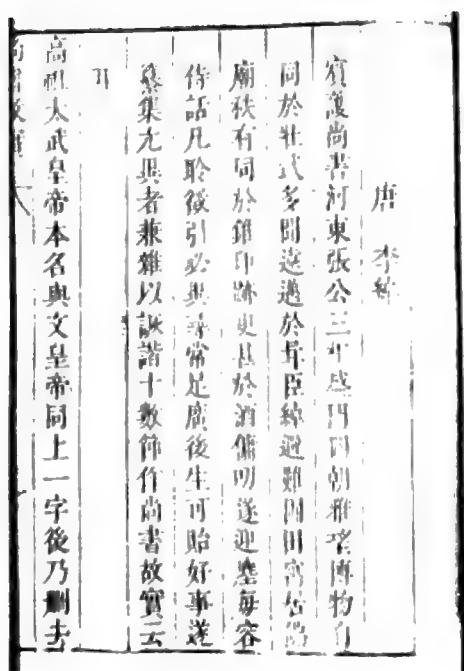 唐 李綽
賓護尚書河東張公三盛門四朝雅望博物自
同於壯武多聞遠邁於胥臣綽避難圃田寓居
廟秩有同於錐印跡更甚於酒傭叨遂迎塵每容
侍話凡聆徵引必異尋常足廣後生可貽好事遂
纂集尤異者兼雜以詼諧十數節作尚書故實云
耳
高祖太武皇帝本名與文皇帝同上一字後乃刪去